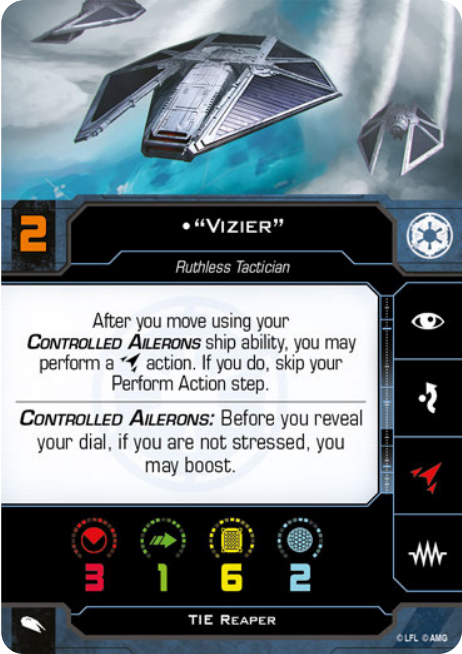 2
•“Vizier”
Ruthless Tactician
After you move using your
Controlled Ailerons ship ability, you may
perform a action. If you do, skip your
Perform Action step.
Controlled Ailerons: Before you reveal
your dial, if you are not stressed, you
may boost.
3 1 6 2
TIE Reaper
©LFL ©AMG